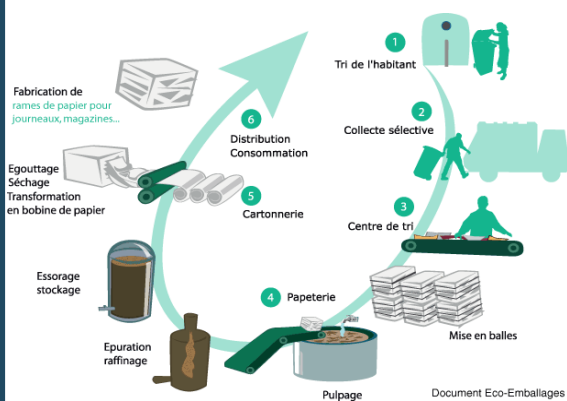 1
Tri de l'habitant
2
Collecte sélective
3
Centre de tri
Mise en balles
4 Papeterie
Pulpage
Epuration
raffinage
Essorage
stockage
Egouttage
Séchage
Transformation
en bobine de papier
5
Cartonnerie
6
Distribution
Consommation
Fabrication de
rames de papier pour
journeaux, magazines...
Document Eco-Emballages